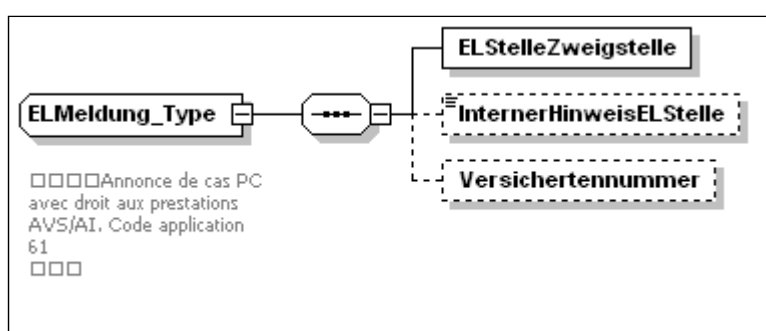 ELStelleZweigstelle
ELMeldung_Type
InternerHinweisELStelle
Versichertennummer
□□□□Annonce de cas PC
avec droit aux prestations
AVS/AI. Code application
61
□□□